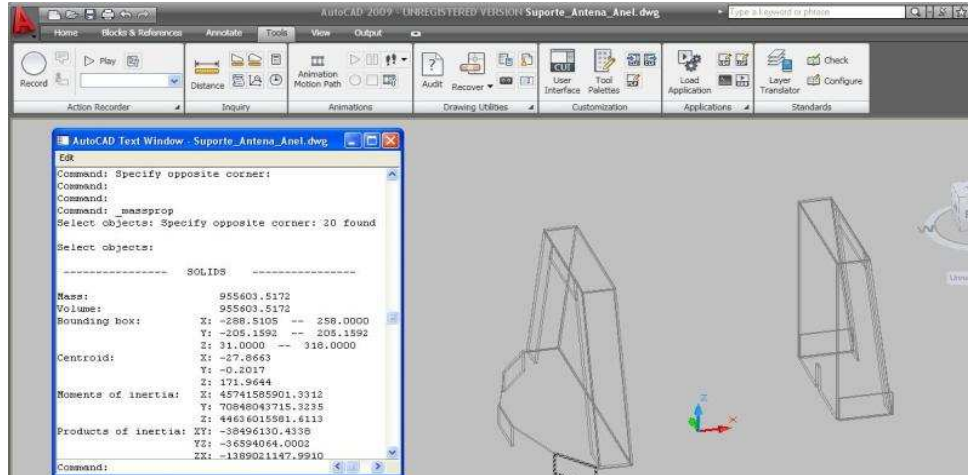 AutoCAD 2009 - UNREGISTERED VERSION Suporte_Antena_Anel.dwg Type a keyword or phrase
Home Blocks & References Annotate Tools View Output
Record Play Distance Animation Motion Path Audit Recover User Interface Tool Palettes Load Application Layer Translator Check Configure
Action Recorder Inquiry Animations Drawing Utilities Customization Applications Standards
AutoCAD Text Window - Suporte_Antena_Anel.dwg
Edit
Command: Specify opposite corner:
Command:
Command:
Command: _massprop
Select objects: Specify opposite corner: 20 found
Select objects:
---------------- SOLIDS ----------------
Mass: 955603.5172
Volume: 955603.5172
Bounding box: X: -288.5105 -- 258.0000
Y: -205.1592 -- 205.1592
Z: 31.0000 -- 318.0000
Centroid: X: -27.8663
Y: -0.2017
Z: 171.9644
Moments of inertia: X: 45741585901.3312
Y: 70848043715.3235
Z: 44636015581.6113
Products of inertia: XY: -38496130.4338
YZ: -36594064.0002
ZX: -1389021147.9910
Command:
Z
X
W